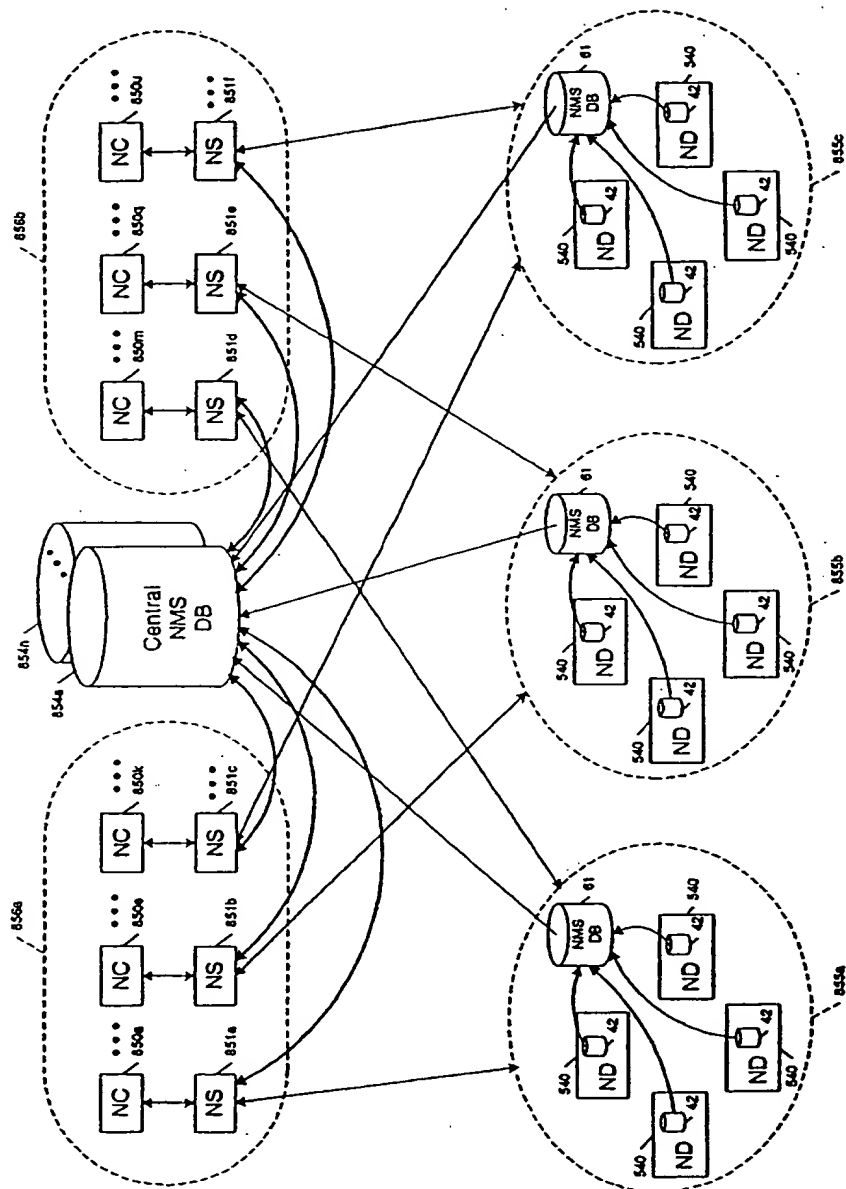 856a
854n
854a
856b
NC
850a
NC
850e
NC
850k
NC
850m
NC
850q
NC
850u
NS
851a
NS
851b
NS
851c
Central
NMS
DB
NS
851d
NS
851e
NS
851f
61
NMS
DB
540
42
ND
540
42
ND
540
42
ND
540
42
ND
855a
61
NMS
DB
540
42
ND
540
42
ND
540
42
ND
540
42
ND
855b
61
NMS
DB
540
42
ND
540
42
ND
540
42
ND
540
42
ND
855c